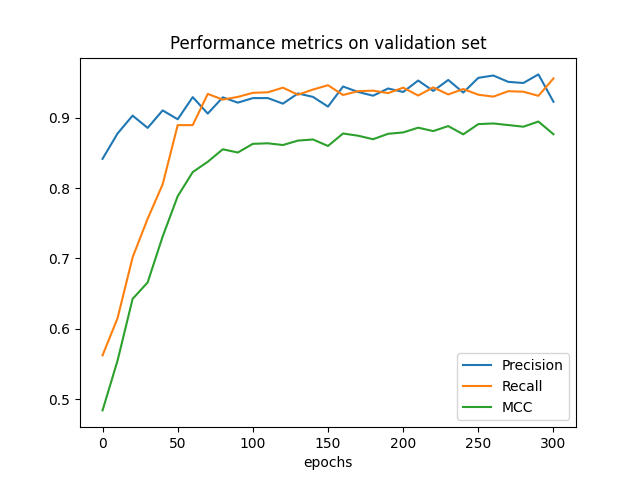 Performance metrics on validation set
0.9
0.8
0.7
0.6
0.5
Precision
Recall
MCC
0 50 100 150 200 250 300
epochs